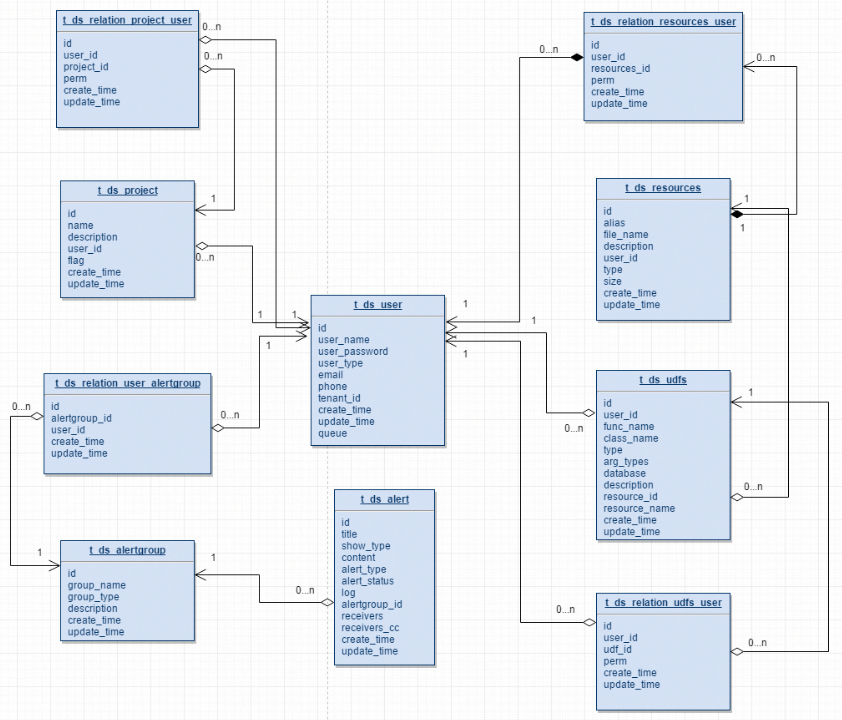 t_ds_relation_project_user
id
user_id
project_id
perm
create_time
update_time
0...n
0...n
t_ds_relation_resources_user
id
user_id
resources_id
perm
create_time
update_time
0...n
0...n
t_ds_project
id
name
description
user_id
flag
create_time
update_time
1
0...n
t_ds_resources
id
alias
file_name
description
user_id
type
size
create_time
update_time
1
1
t_ds_user
id
user_name
user_password
user_type
email
phone
tenant_id
create_time
update_time
queue
1
1
1
1
1
1
t_ds_relation_user_alertgroup
id
alertgroup_id
user_id
create_time
update_time
0...n
0...n
t_ds_udfs
id
user_id
func_name
class_name
type
arg_types
database
description
resource_id
resource_name
create_time
update_time
0...n
1
0...n
t_ds_alert
id
title
show_type
content
alert_type
alert_status
log
alertgroup_id
receivers
receivers_cc
create_time
update_time
0...n
t_ds_alertgroup
id
group_name
group_type
description
create_time
update_time
1
1
t_ds_relation_udfs_user
id
user_id
udf_id
perm
create_time
update_time
0...n
0...n